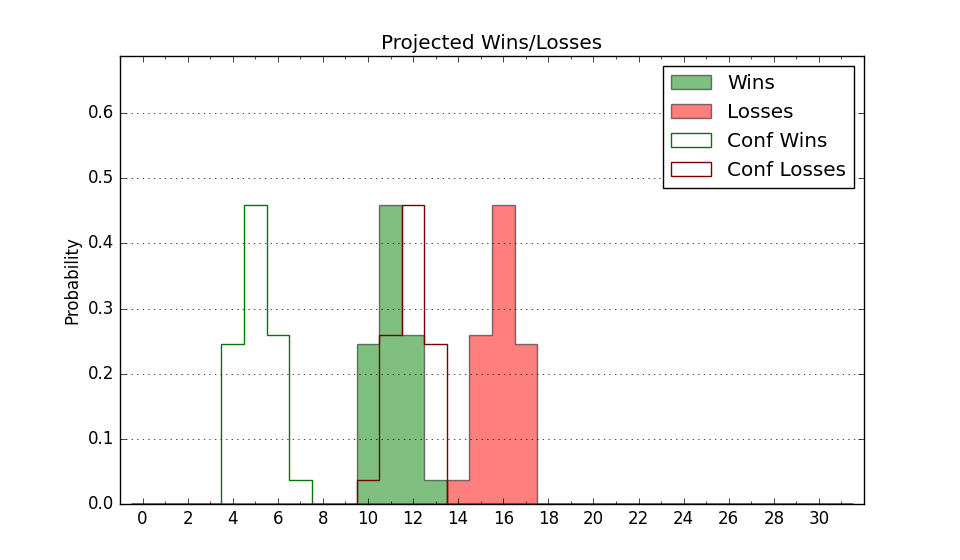 Projected Wins/Losses
Wins
Losses
Conf Wins
Conf Losses
Probability
0.6
0.5
0.4
0.3
0.2
0.1
0.0
0 2 4 6 8 10 12 14 16 18 20 22 24 26 28 30